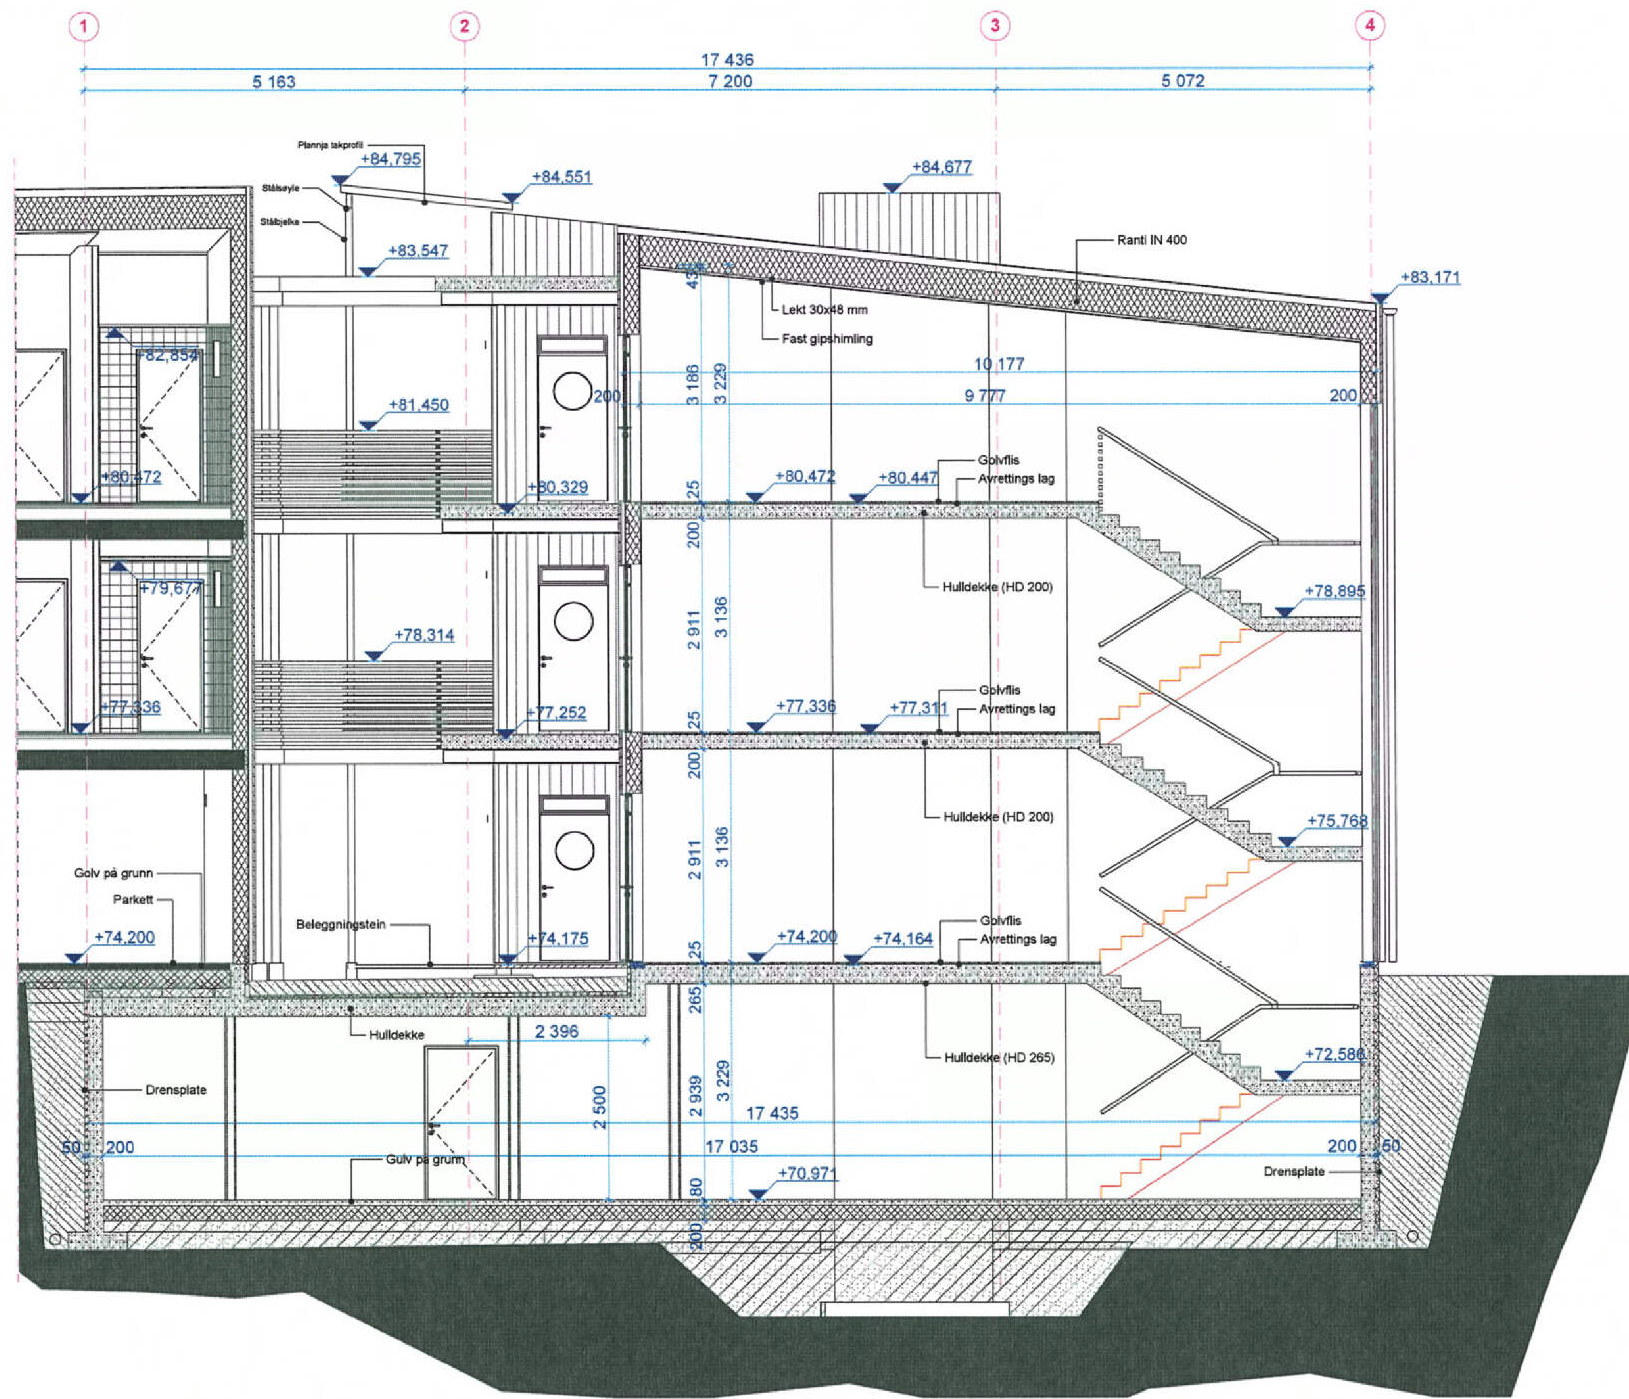 1
2
3
4
17 436
5 163
7 200
5 072
Plannja takprofil
+84,795
+84,551
+84,677
Stålsøyle
Stålbjelke
+83,547
Ranti IN 400
+83,171
43
Lekt 30x48 mm
Fast gipshimling
+82,854
10 177
3 186
3 229
200
9 777
200
+81,450
Golvflis
Avrettings lag
+80,472
+80,329
+80,472
+80,447
25
200
Hulldekke (HD 200)
+79,677
+78,895
2 911
3 136
+78,314
Golvflis
Avrettings lag
+77,336
+77,252
+77,336
+77,311
25
200
Hulldekke (HD 200)
+75,768
2 911
3 136
Golv på grunn
Parkett
Beleggningstein
Golvflis
Avrettings lag
+74,200
+74,175
+74,200
+74,164
25
265
Hulldekke
2 396
Hulldekke (HD 265)
+72,586
Drensplate
2 500
2 939
3 229
17 435
50
200
17 035
200
50
Gulv på grunn
+70,971
Drensplate
80
200